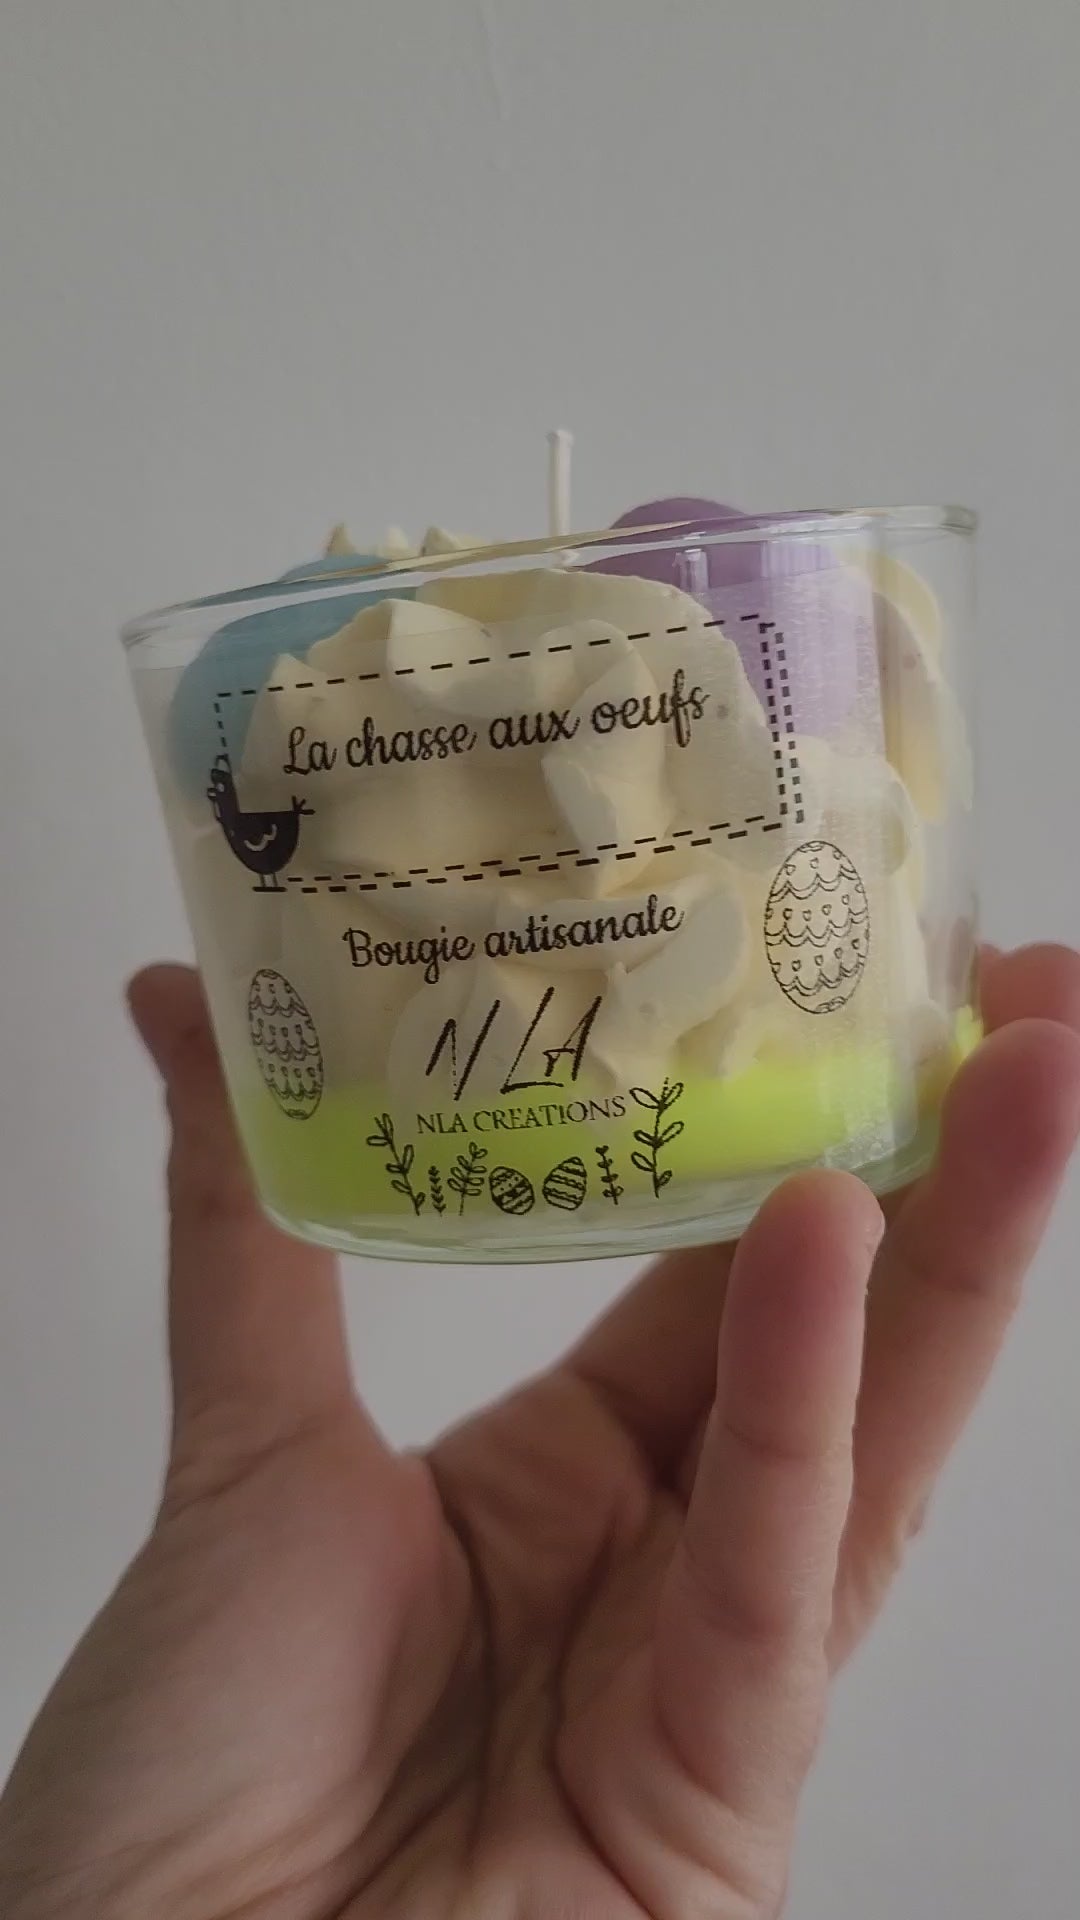 La chasse aux oeufs
Bougie artisanale
NLA
NLA CREATIONS